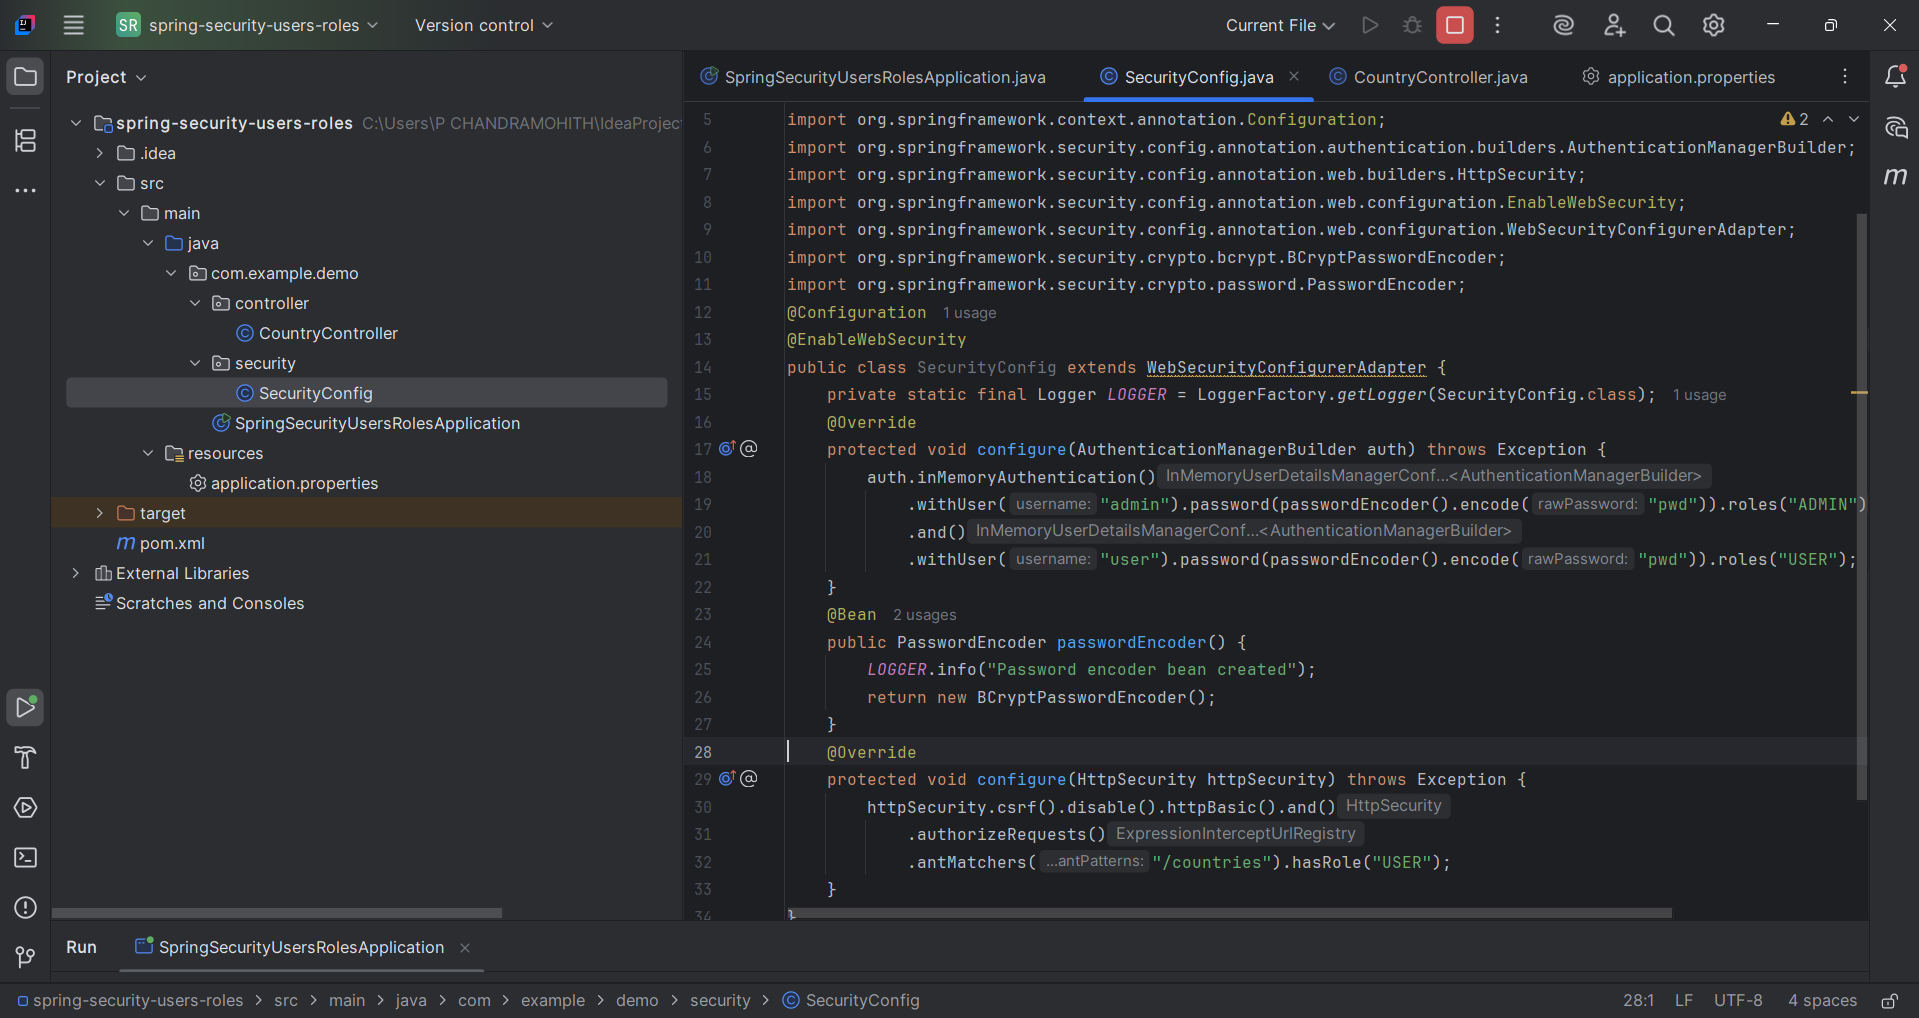 SR spring-security-users-roles Version control Current File
Project
spring-security-users-roles C:\Users\P CHANDRAMOHITH\IdeaProjec
.idea
src
main
java
com.example.demo
controller
CountryController
security
SecurityConfig
SpringSecurityUsersRolesApplication
resources
application.properties
target
m pom.xml
External Libraries
Scratches and Consoles
SpringSecurityUsersRolesApplication.java SecurityConfig.java CountryController.java application.properties
5 import org.springframework.context.annotation.Configuration; 2
6 import org.springframework.security.config.annotation.authentication.builders.AuthenticationManagerBuilder;
7 import org.springframework.security.config.annotation.web.builders.HttpSecurity;
8 import org.springframework.security.config.annotation.web.configuration.EnableWebSecurity;
9 import org.springframework.security.config.annotation.web.configuration.WebSecurityConfigurerAdapter;
10 import org.springframework.security.crypto.bcrypt.BCryptPasswordEncoder;
11 import org.springframework.security.crypto.password.PasswordEncoder;
12 @Configuration 1 usage
13 @EnableWebSecurity
14 public class SecurityConfig extends WebSecurityConfigurerAdapter {
15 private static final Logger LOGGER = LoggerFactory.getLogger(SecurityConfig.class); 1 usage
16 @Override
17 protected void configure(AuthenticationManagerBuilder auth) throws Exception {
18 auth.inMemoryAuthentication() InMemoryUserDetailsManagerConf...<AuthenticationManagerBuilder>
19 .withUser( username: "admin").password(passwordEncoder().encode( rawPassword: "pwd")).roles("ADMIN")
20 .and() InMemoryUserDetailsManagerConf...<AuthenticationManagerBuilder>
21 .withUser( username: "user").password(passwordEncoder().encode( rawPassword: "pwd")).roles("USER");
22 }
23 @Bean 2 usages
24 public PasswordEncoder passwordEncoder() {
25 LOGGER.info("Password encoder bean created");
26 return new BCryptPasswordEncoder();
27 }
28 @Override
29 protected void configure(HttpSecurity httpSecurity) throws Exception {
30 httpSecurity.csrf().disable().httpBasic().and() HttpSecurity
31 .authorizeRequests() ExpressionInterceptUrlRegistry
32 .antMatchers( ...antPatterns: "/countries").hasRole("USER");
33 }
34 }
m
Run SpringSecurityUsersRolesApplication
spring-security-users-roles > src > main > java > com > example > demo > security > SecurityConfig 28:1 LF UTF-8 4 spaces